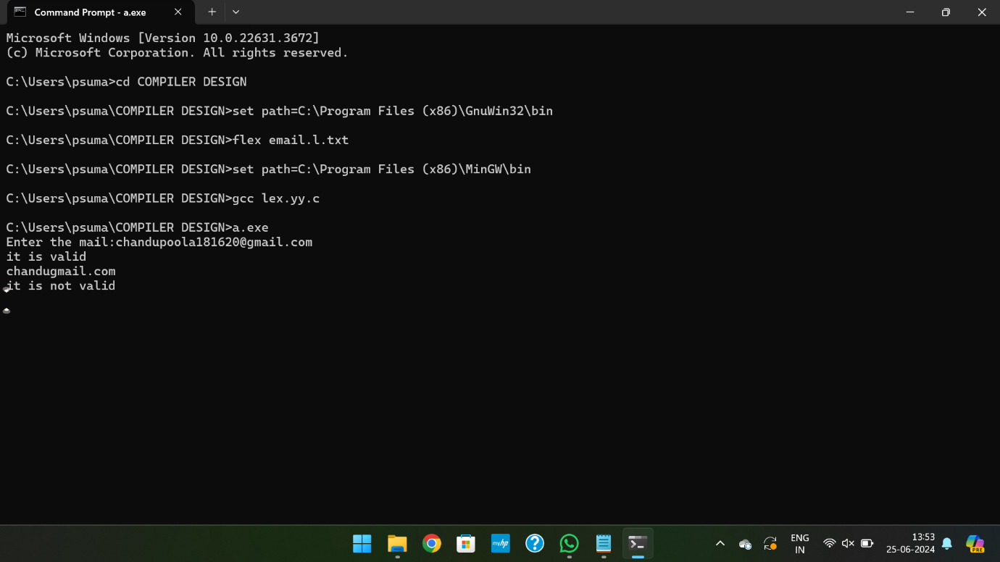 Command Prompt - a.exe
Microsoft Windows [Version 10.0.22631.3672]
(c) Microsoft Corporation. All rights reserved.
C:\Users\psuma>cd COMPILER DESIGN
C:\Users\psuma\COMPILER DESIGN>set path=C:\Program Files (x86)\GnuWin32\bin
C:\Users\psuma\COMPILER DESIGN>flex email.l.txt
C:\Users\psuma\COMPILER DESIGN>set path=C:\Program Files (x86)\MinGW\bin
C:\Users\psuma\COMPILER DESIGN>gcc lex.yy.c
C:\Users\psuma\COMPILER DESIGN>a.exe
Enter the mail:chandupoola181620@gmail.com
it is valid
chandugmail.com
it is not valid
myhp
ENG
IN
13:53
25-06-2024
PRE